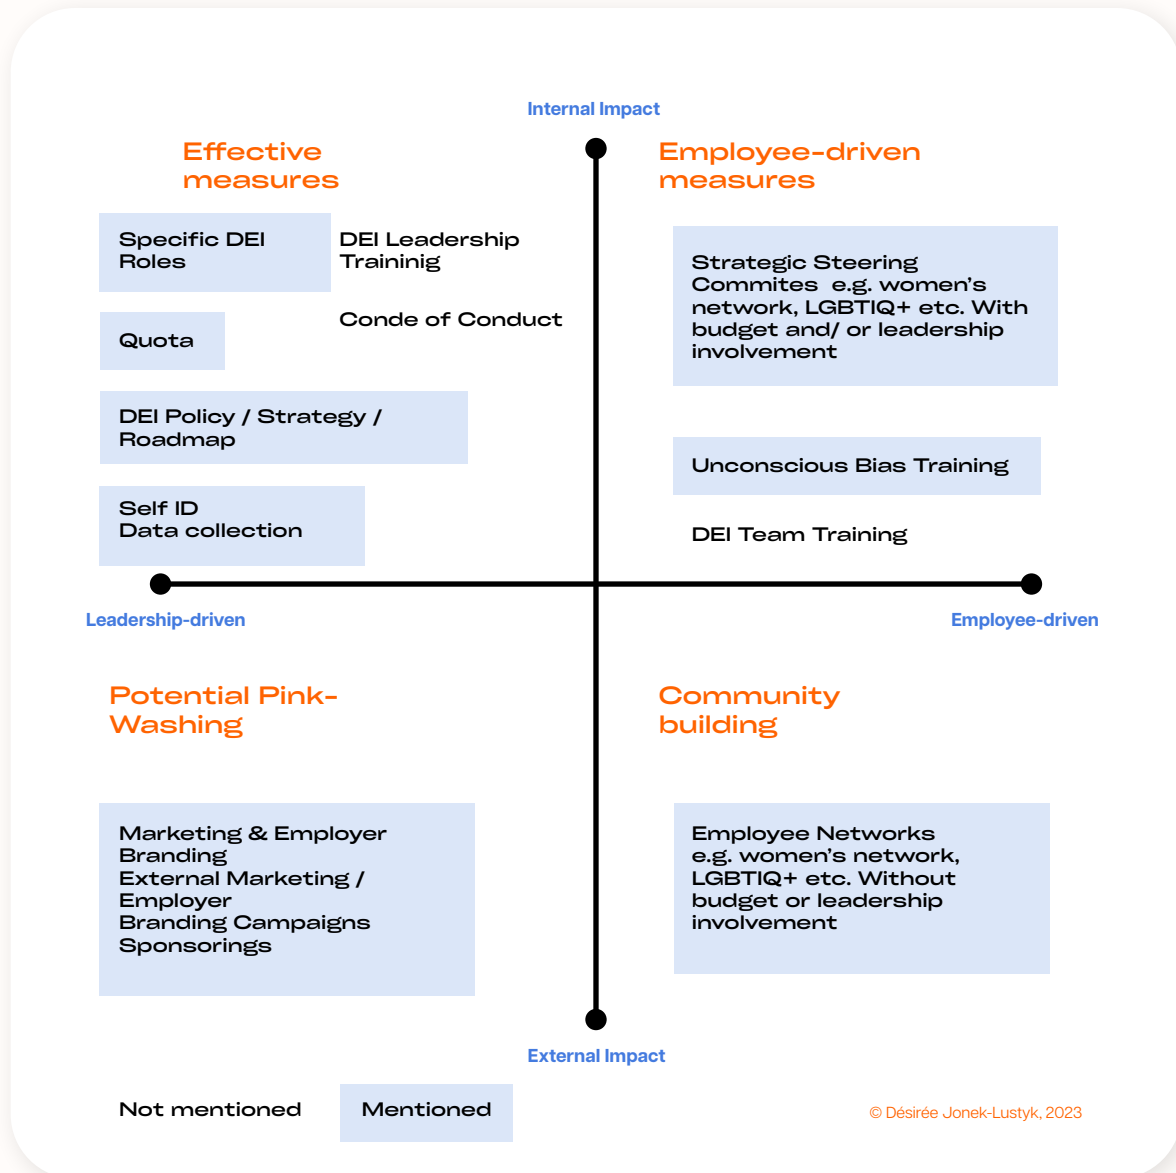 Internal Impact
Effective
measures
Specific DEI
Roles
DEI Leadership
Traininig
Conde of Conduct
Quota
DEI Policy / Strategy /
Roadmap
Self ID
Data collection
Employee-driven
measures
Strategic Steering
Commites e.g. women's
network, LGBTIQ+ etc. With
budget and/ or leadership
involvement
Unconscious Bias Training
DEI Team Training
Leadership-driven
Employee-driven
Potential Pink-
Washing
Marketing & Employer
Branding
External Marketing /
Employer
Branding Campaigns
Sponsorings
Community
building
Employee Networks
e.g. women's network,
LGBTIQ+ etc. Without
budget or leadership
involvement
External Impact
Not mentioned
Mentioned
© Désirée Jonek-Lustyk, 2023